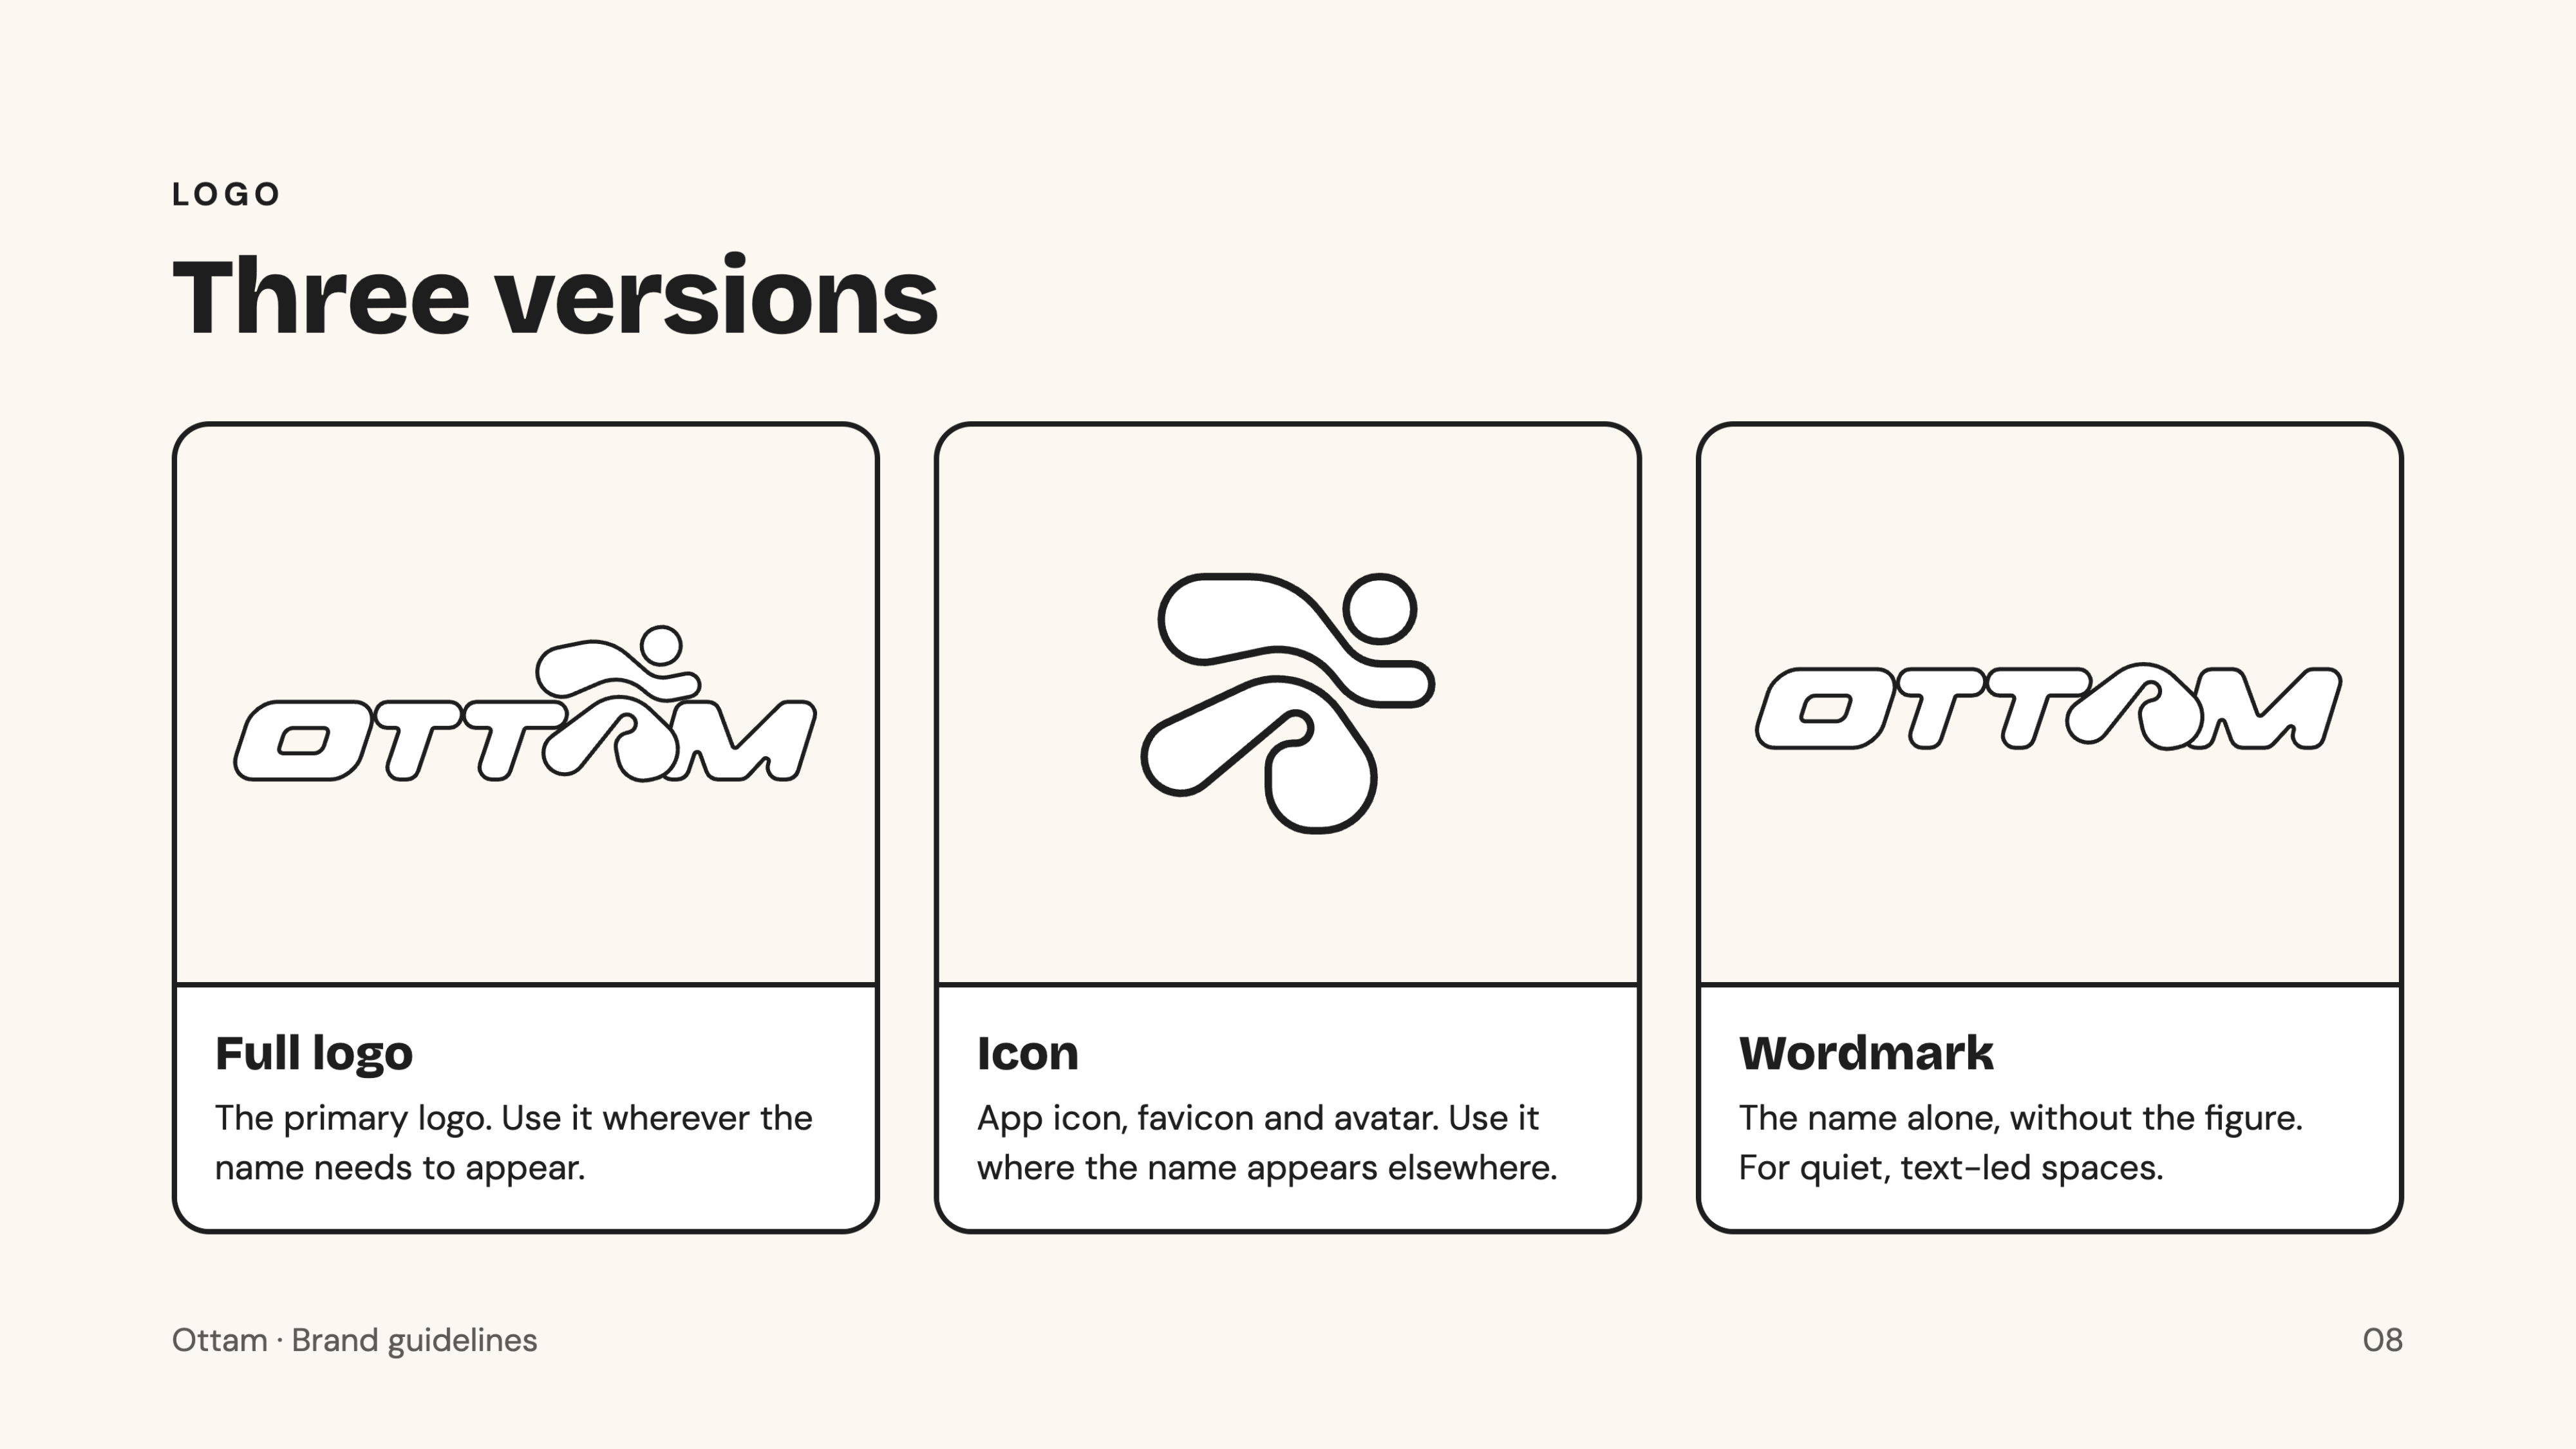 LOGO
Three versions
OTTAM
OTTAM
Full logo
The primary logo. Use it wherever the
name needs to appear.
Icon
App icon, favicon and avatar. Use it
where the name appears elsewhere.
Wordmark
The name alone, without the figure.
For quiet, text-led spaces.
Ottam · Brand guidelines
08